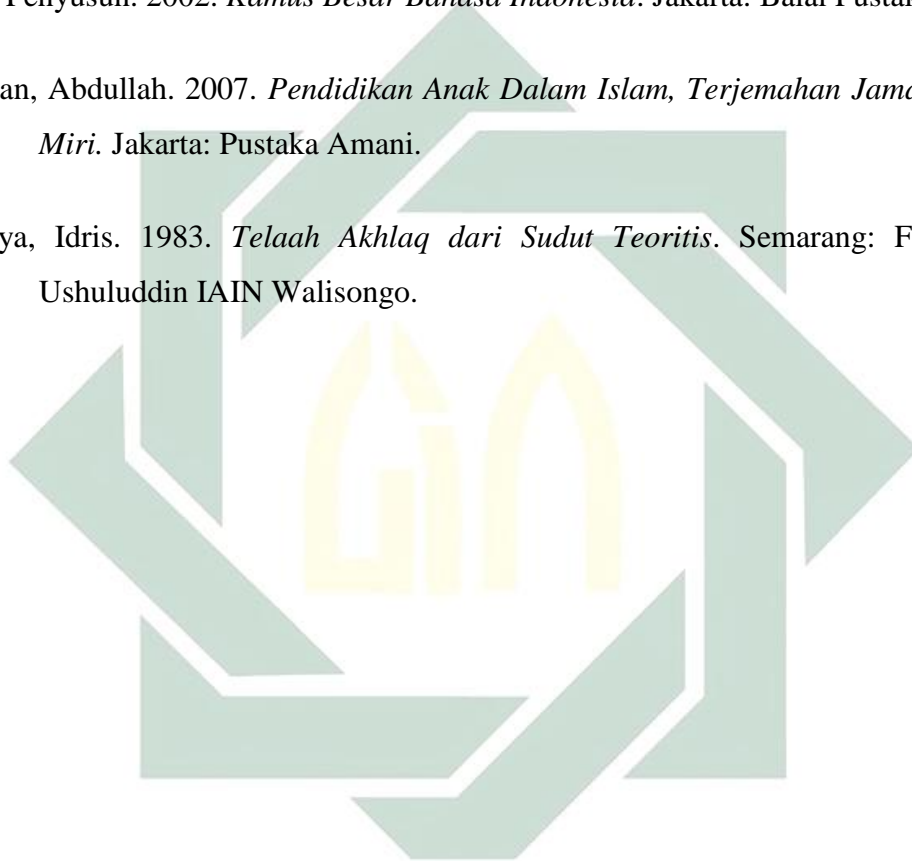 Penyusun. 2002. Kamus Besar Bahasa Indonesia. Jakarta: Balai Pustak
an, Abdullah. 2007. Pendidikan Anak Dalam Islam, Terjemahan Jama
Miri. Jakarta: Pustaka Amani.
ya, Idris. 1983. Telaah Akhlaq dari Sudut Teoritis. Semarang: F
Ushuluddin IAIN Walisongo.